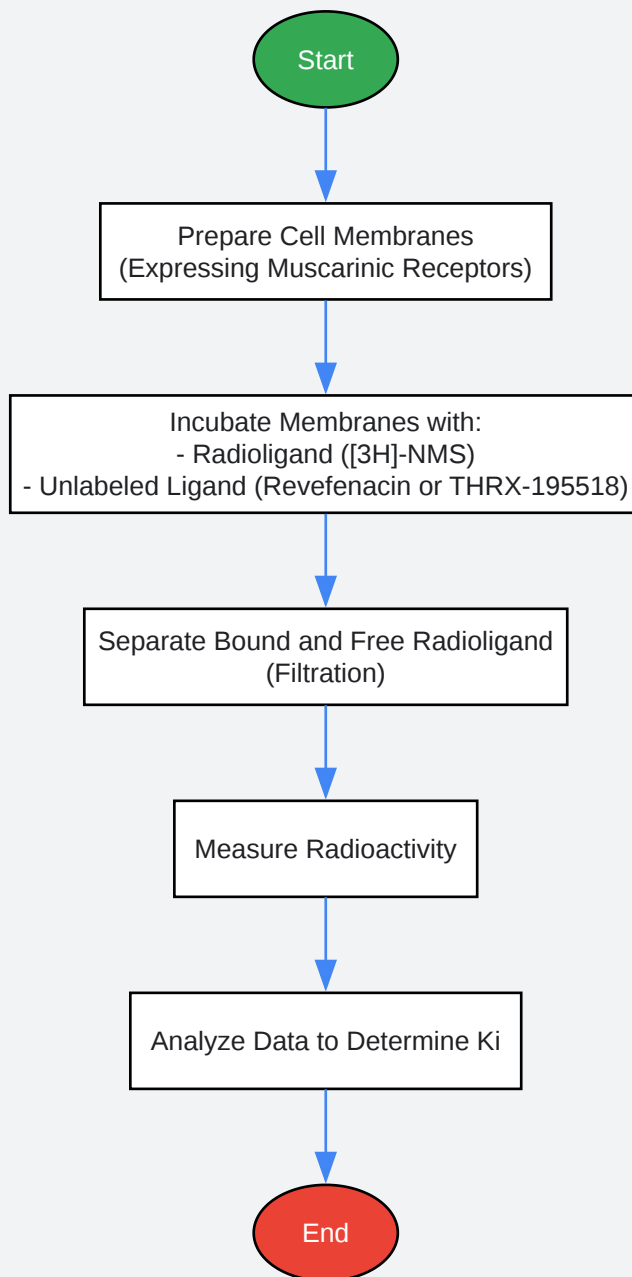 Start
Prepare Cell Membranes
(Expressing Muscarinic Receptors)
Incubate Membranes with:
- Radioligand ([3H]-NMS)
- Unlabeled Ligand (Revefenacin or THRX-195518)
Separate Bound and Free Radioligand
(Filtration)
Measure Radioactivity
Analyze Data to Determine Ki
End